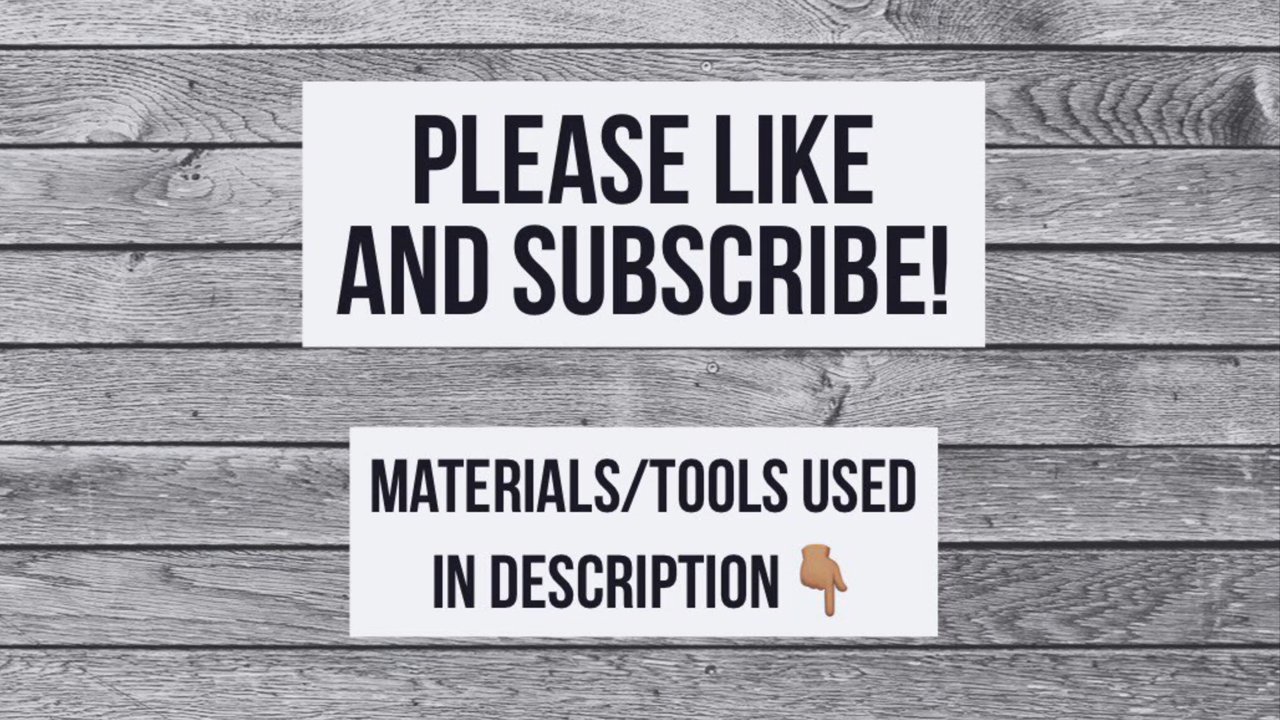 PLEASE LIKE
AND SUBSCRIBE!
MATERIALS/TOOLS USED
IN DESCRIPTION 👇🏽